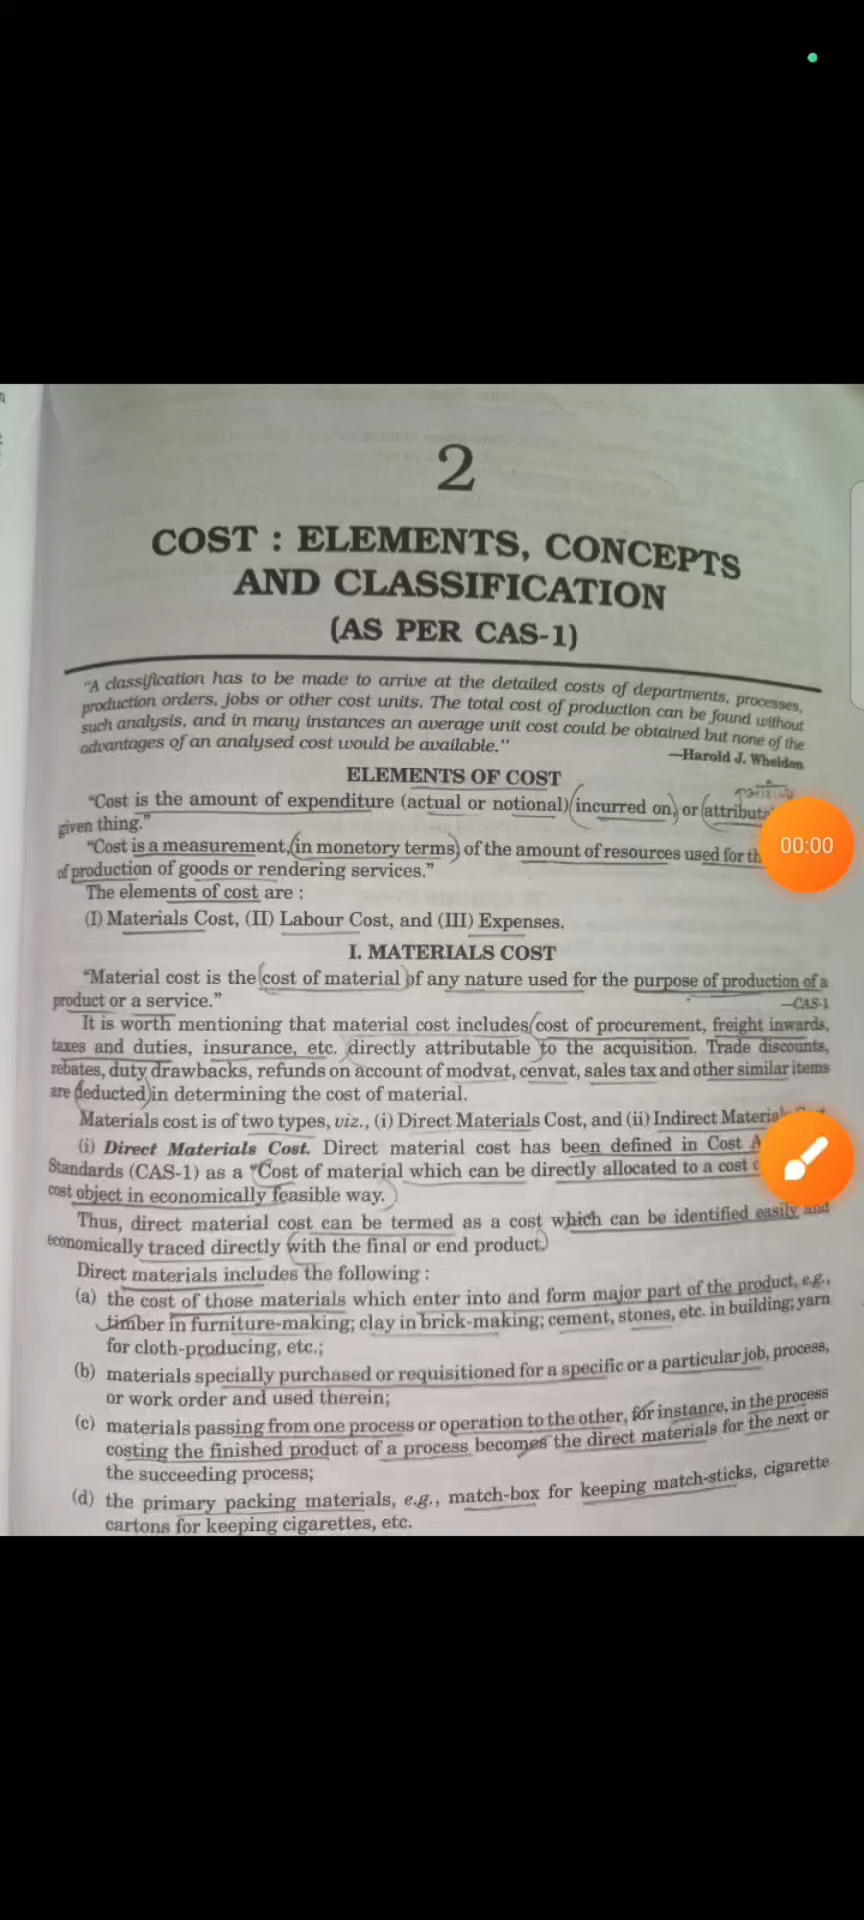 2
COST : ELEMENTS, CONCEPTS
AND CLASSIFICATION
(AS PER CAS-1)
"A classification has to be made to arrive at the detailed costs of departments, processes,
production orders, jobs or other cost units. The total cost of production can be found without
such analysis, and in many instances an average unit cost could be obtained but none of the
advantages of an analysed cost would be available."
—Harold J. Wheldon
ELEMENTS OF COST
"Cost is the amount of expenditure (actual or notional) incurred on, or
given thing."
"Cost is a measurement, in monetory terms, of the amount of resources used for
00:00
of production of goods or rendering services."
The elements of cost are :
(I) Materials Cost, (II) Labour Cost, and (III) Expenses.
I. MATERIALS COST
"Material cost is the cost of material of any nature used for the purpose of production of a
product or a service."
—CAS-1
It is worth mentioning that material cost includes cost of procurement, freight inwards,
taxes and duties, insurance, etc. directly attributable to the acquisition. Trade discounts,
rebates, duty drawbacks, refunds on account of modvat, cenvat, sales tax and other similar items
are deducted in determining the cost of material.
Materials cost is of two types, viz., (i) Direct Materials Cost, and (ii) Indirect
(i) Direct Materials Cost. Direct material cost has been defined in Cost
Standards (CAS-1) as a "Cost of material which can be directly allocated to a cost
cost object in economically feasible way.
Thus, direct material cost can be termed as a cost which can be identified easily and
economically traced directly with the final or end product.
Direct materials includes the following :
(a) the cost of those materials which enter into and form major part of the product, e.g.,
timber in furniture-making; clay in brick-making; cement, stones, etc. in building; yarn
for cloth-producing, etc.;
(b) materials specially purchased or requisitioned for a specific or a particular job, process,
or work order and used therein;
(c) materials passing from one process or operation to the other, for instance, in the process
costing the finished product of a process becomes the direct materials for the next or
the succeeding process;
(d) the primary packing materials, e.g., match-box for keeping match-sticks, cigarette
cartons for keeping cigarettes, etc.